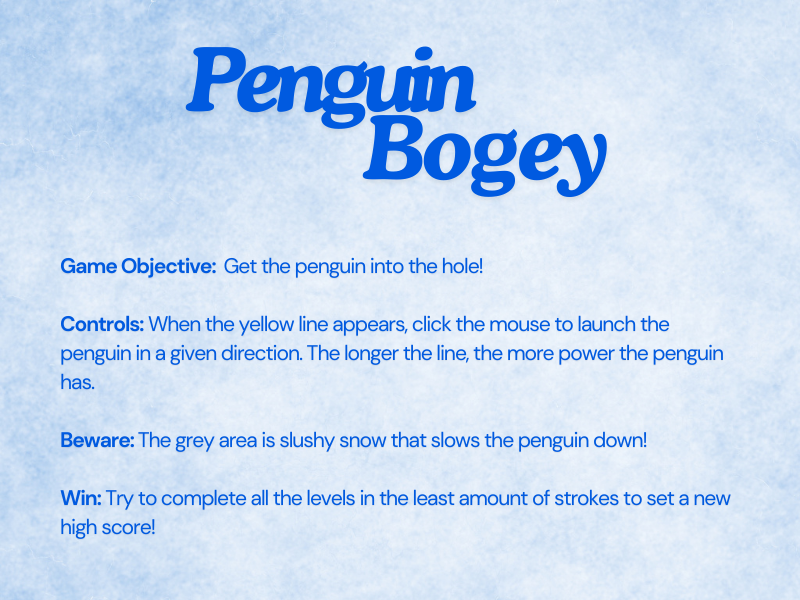 Penguin
Bogey
Game Objective: Get the penguin into the hole!
Controls: When the yellow line appears, click the mouse to launch the
penguin in a given direction. The longer the line, the more power the penguin
has.
Beware: The grey area is slushy snow that slows the penguin down!
Win: Try to complete all the levels in the least amount of strokes to set a new
high score!